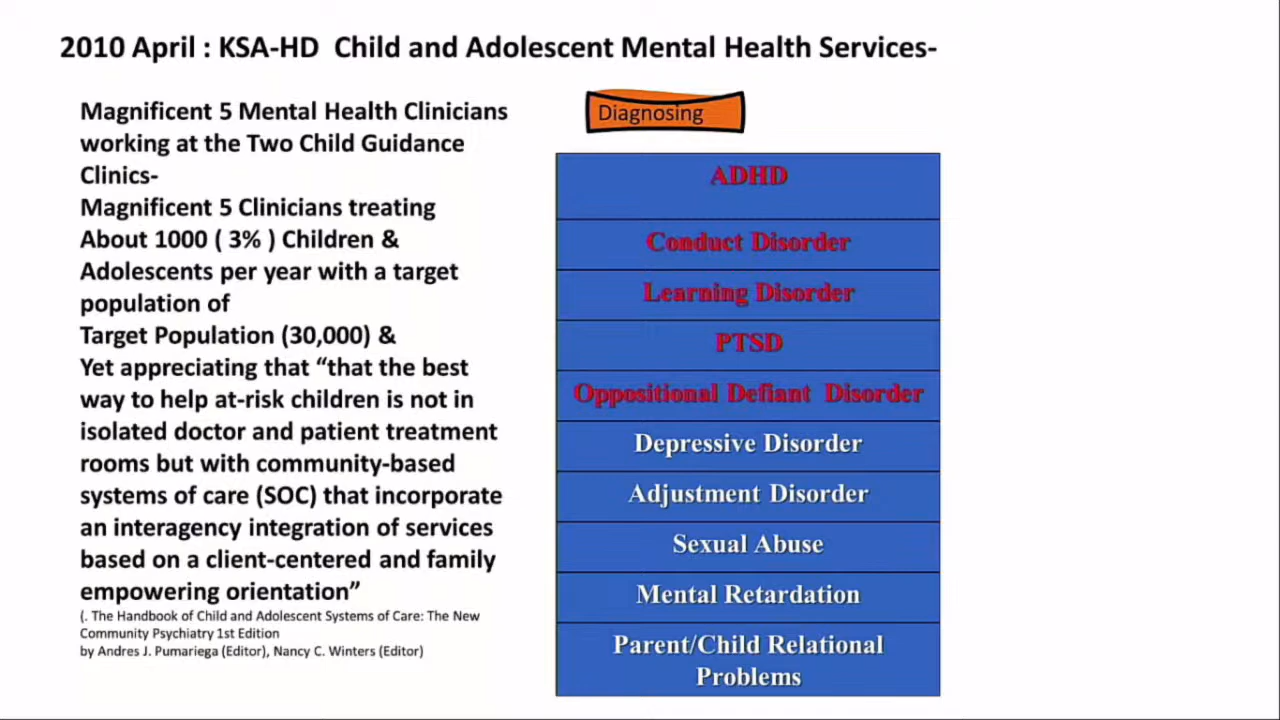 2010 April : KSA-HD  Child and Adolescent Mental Health Services-
Magnificent 5 Mental Health Clinicians
working at the Two Child Guidance
Clinics-
Magnificent 5 Clinicians treating
About 1000 ( 3% ) Children &
Adolescents per year with a target
population of
Target Population (30,000) &
Yet appreciating that “that the best
way to help at-risk children is not in
isolated doctor and patient treatment
rooms but with community-based
systems of care (SOC) that incorporate
an interagency integration of services
based on a client-centered and family
empowering orientation”
(. The Handbook of Child and Adolescent Systems of Care: The New
Community Psychiatry 1st Edition
by Andres J. Pumariega (Editor), Nancy C. Winters (Editor)
Diagnosing
ADHD
Conduct Disorder
Learning Disorder
PTSD
Oppositional Defiant  Disorder
Depressive Disorder
Adjustment Disorder
Sexual Abuse
Mental Retardation
Parent/Child Relational
Problems